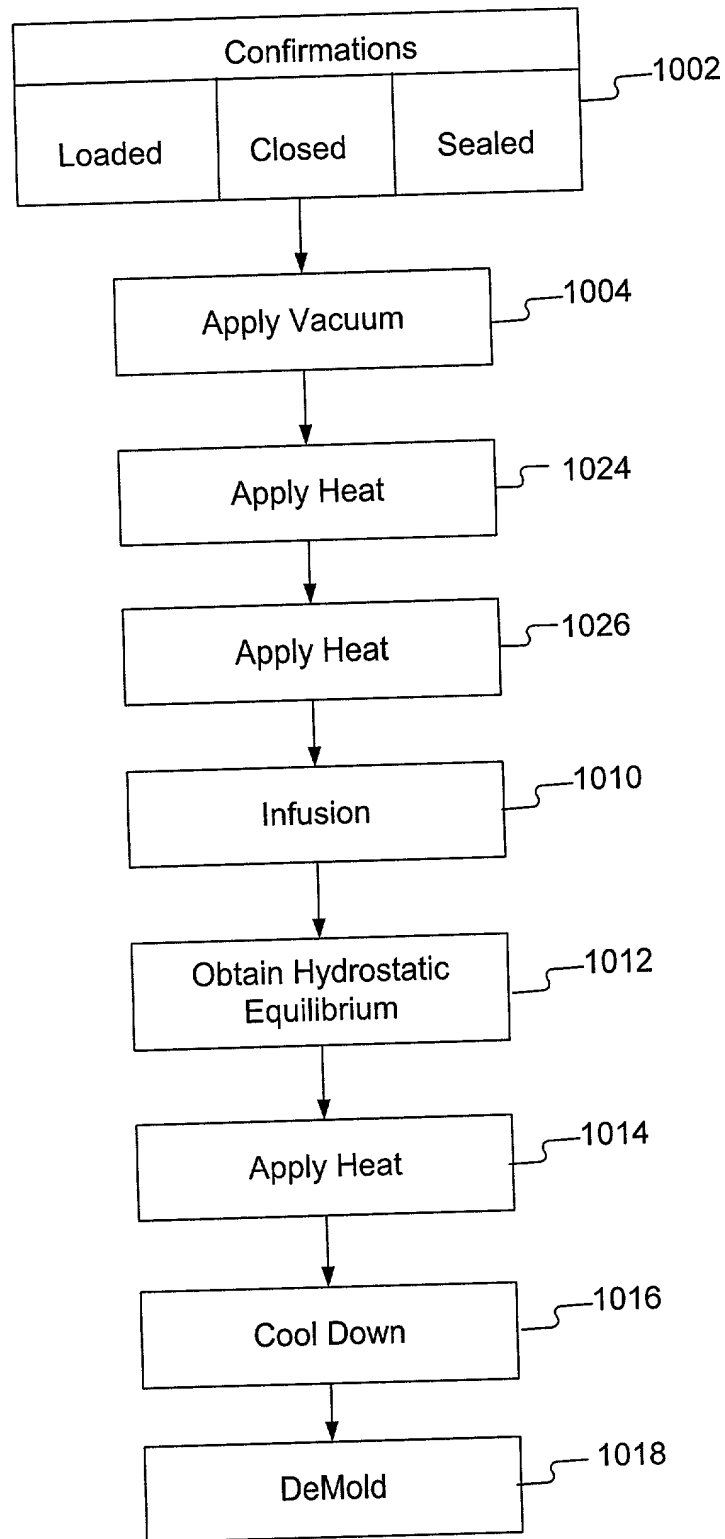 Confirmations
1002
Loaded Closed Sealed
Apply Vacuum
1004
Apply Heat
1024
Apply Heat
1026
Infusion
1010
Obtain Hydrostatic
Equilibrium
1012
Apply Heat
1014
Cool Down
1016
DeMold
1018